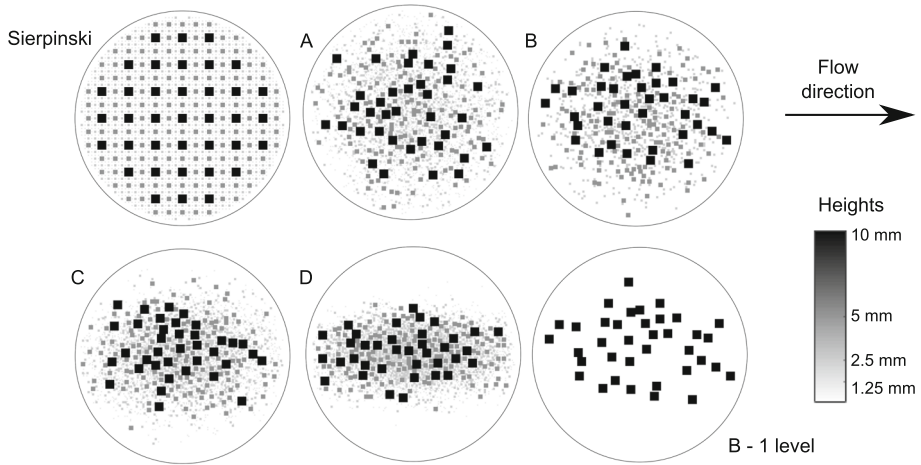 Sierpinski
A
B
Flow
direction
Heights
10 mm
5 mm
2.5 mm
1.25 mm
C
D
B - 1 level